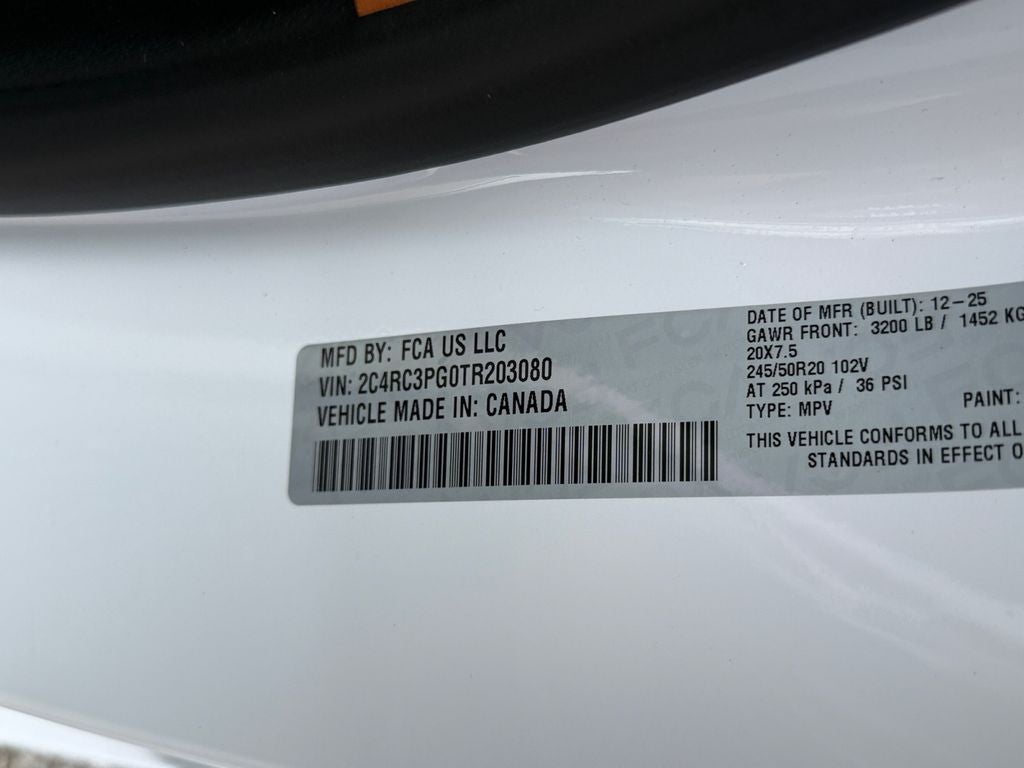 MFD BY: FCA US LLC
VIN: 2C4RC3PG0TR203080
VEHICLE MADE IN: CANADA
DATE OF MFR (BUILT): 12-25
GAWR FRONT: 3200 LB / 1452 KG
20X7.5
245/50R20 102V
AT 250 kPa / 36 PSI
TYPE: MPV PAINT:
THIS VEHICLE CONFORMS TO ALL
STANDARDS IN EFFECT O